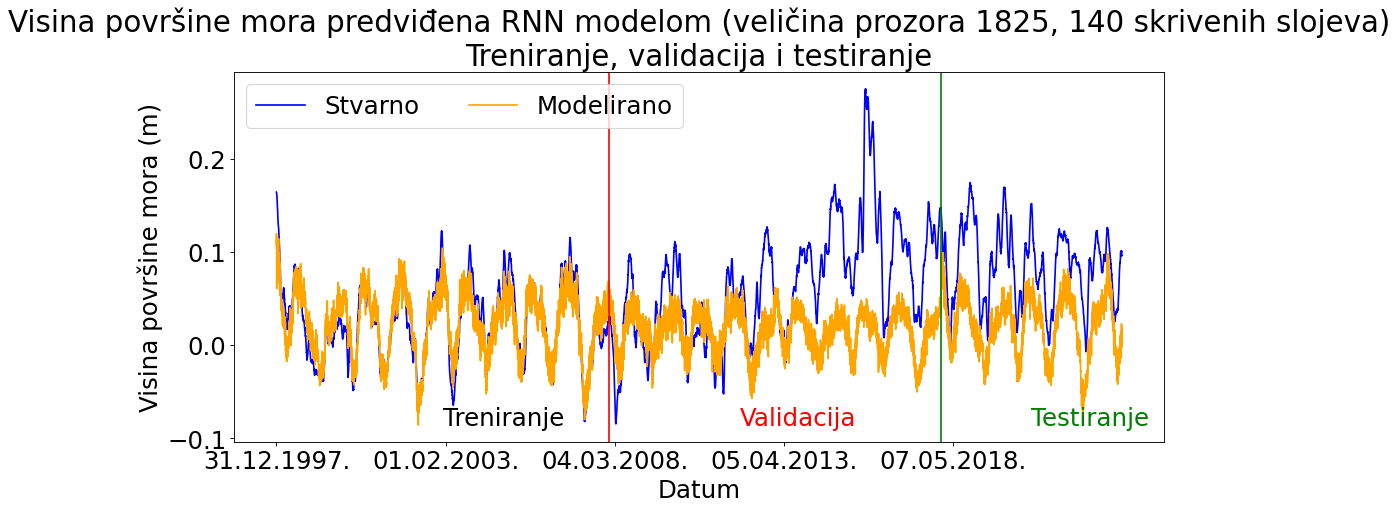 Visina površine mora predviđena RNN modelom (veličina prozora 1825, 140 skrivenih slojeva)
Treniranje, validacija i testiranje
Stvarno
Modelirano
Visina površine mora (m)
0.2
0.1
0.0
−0.1
Treniranje
Validacija
Testiranje
31.12.1997.
01.02.2003.
04.03.2008.
05.04.2013.
07.05.2018.
Datum